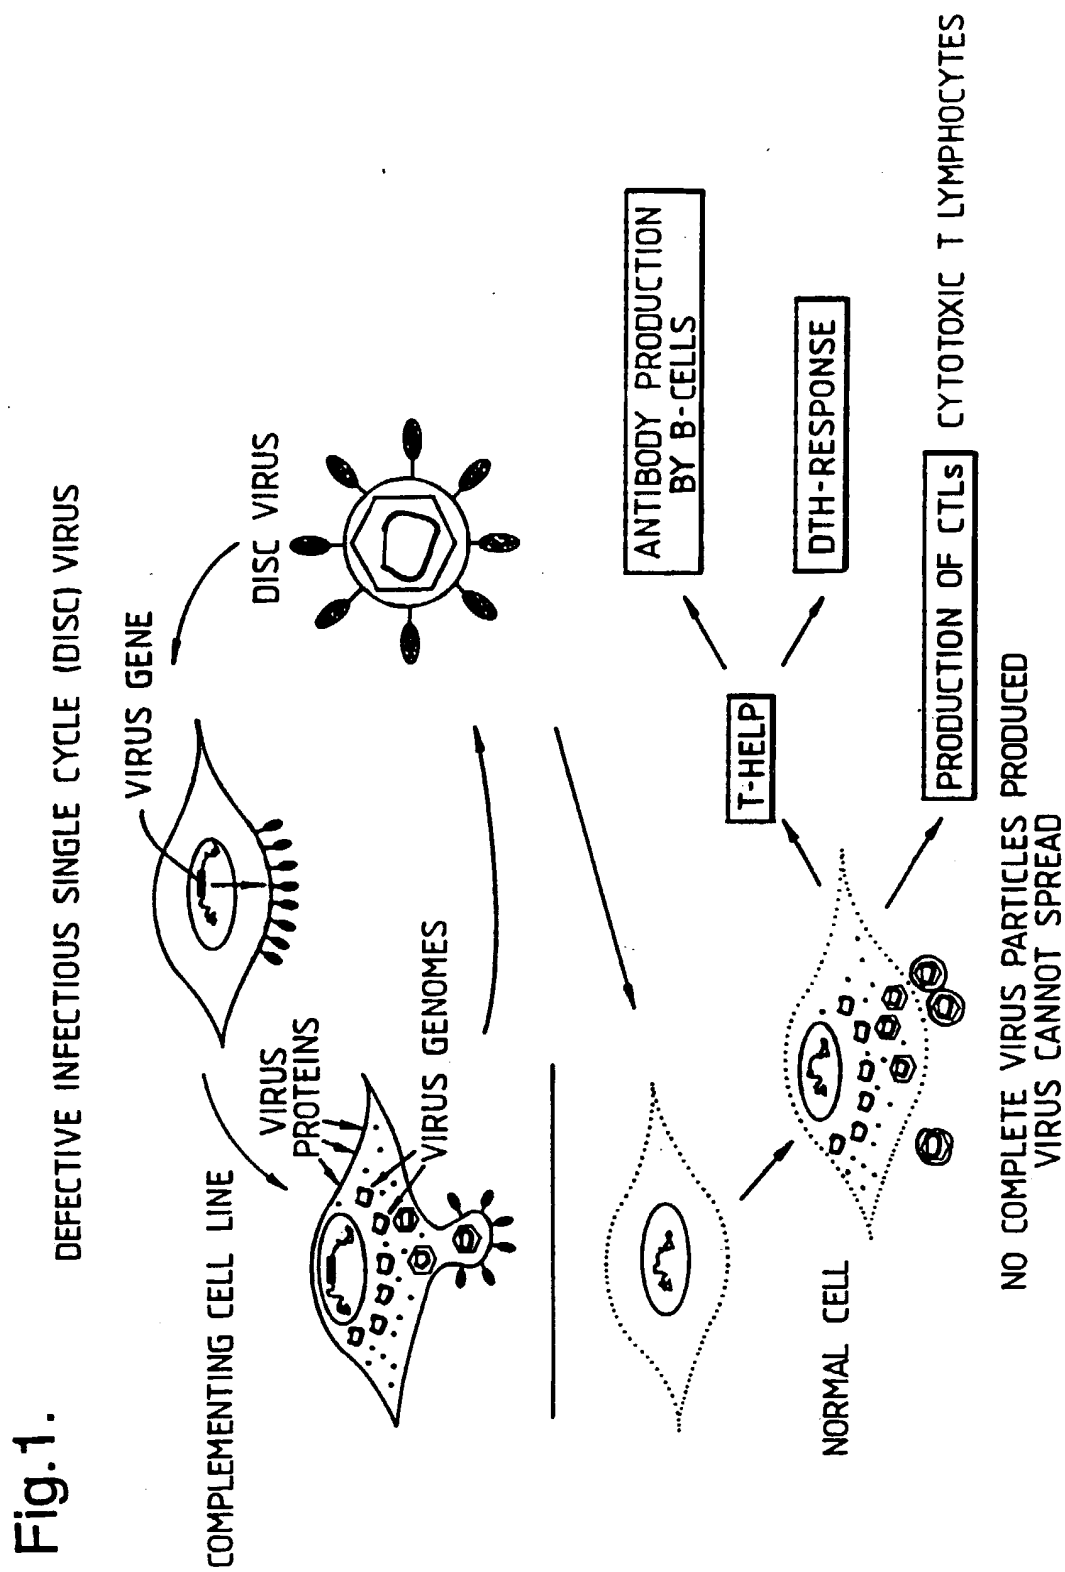 Fig.1.
DEFECTIVE INFECTIOUS SINGLE CYCLE (DISC) VIRUS
VIRUS GENE
COMPLEMENTING CELL LINE
DISC VIRUS
VIRUS
PROTEINS
VIRUS GENOMES
ANTIBODY PRODUCTION
BY B-CELLS
T-HELP
DTH-RESPONSE
NORMAL CELL
PRODUCTION OF CTLs
CYTOTOXIC T LYMPHOCYTES
NO COMPLETE VIRUS PARTICLES PRODUCED
VIRUS CANNOT SPREAD